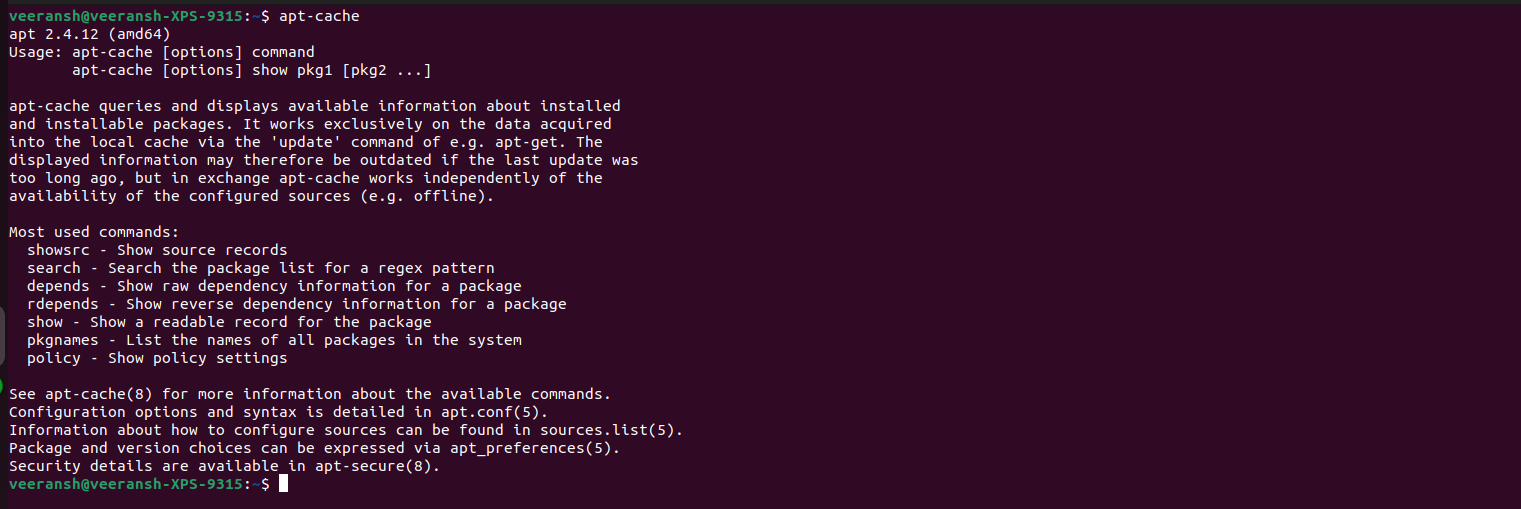 veeransh@veeransh-XPS-9315:~$ apt-cache
apt 2.4.12 (amd64)
Usage: apt-cache [options] command
       apt-cache [options] show pkg1 [pkg2 ...]

apt-cache queries and displays available information about installed
and installable packages. It works exclusively on the data acquired
into the local cache via the 'update' command of e.g. apt-get. The
displayed information may therefore be outdated if the last update was
too long ago, but in exchange apt-cache works independently of the
availability of the configured sources (e.g. offline).

Most used commands:
  showsrc - Show source records
  search - Search the package list for a regex pattern
  depends - Show raw dependency information for a package
  rdepends - Show reverse dependency information for a package
  show - Show a readable record for the package
  pkgnames - List the names of all packages in the system
  policy - Show policy settings

See apt-cache(8) for more information about the available commands.
Configuration options and syntax is detailed in apt.conf(5).
Information about how to configure sources can be found in sources.list(5).
Package and version choices can be expressed via apt_preferences(5).
Security details are available in apt-secure(8).
veeransh@veeransh-XPS-9315:~$